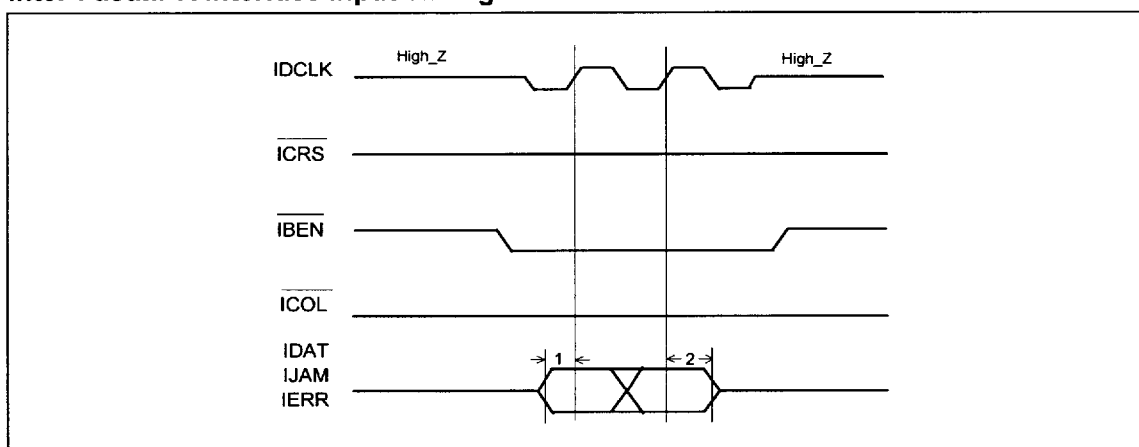 High_Z
High_Z
IDCLK
ICRS
IBEN
ICOL
IDAT
1
2
IJAM
IERR